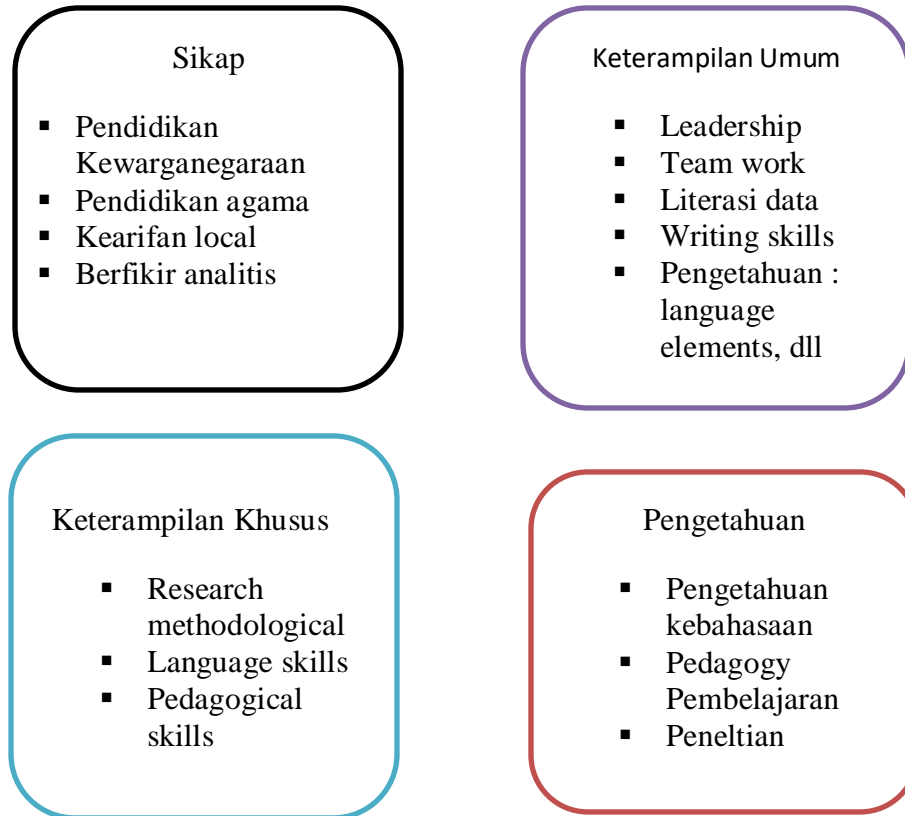 Sikap
▪ Pendidikan
Kewarganegaraan
▪ Pendidikan agama
▪ Kearifan local
▪ Berfikir analitis
Keterampilan Umum
▪ Leadership
▪ Team work
▪ Literasi data
▪ Writing skills
▪ Pengetahuan :
language
elements, dll
Keterampilan Khusus
▪ Research
methodological
▪ Language skills
▪ Pedagogical
skills
Pengetahuan
▪ Pengetahuan
kebahasaan
▪ Pedagogy
Pembelajaran
▪ Peneltian